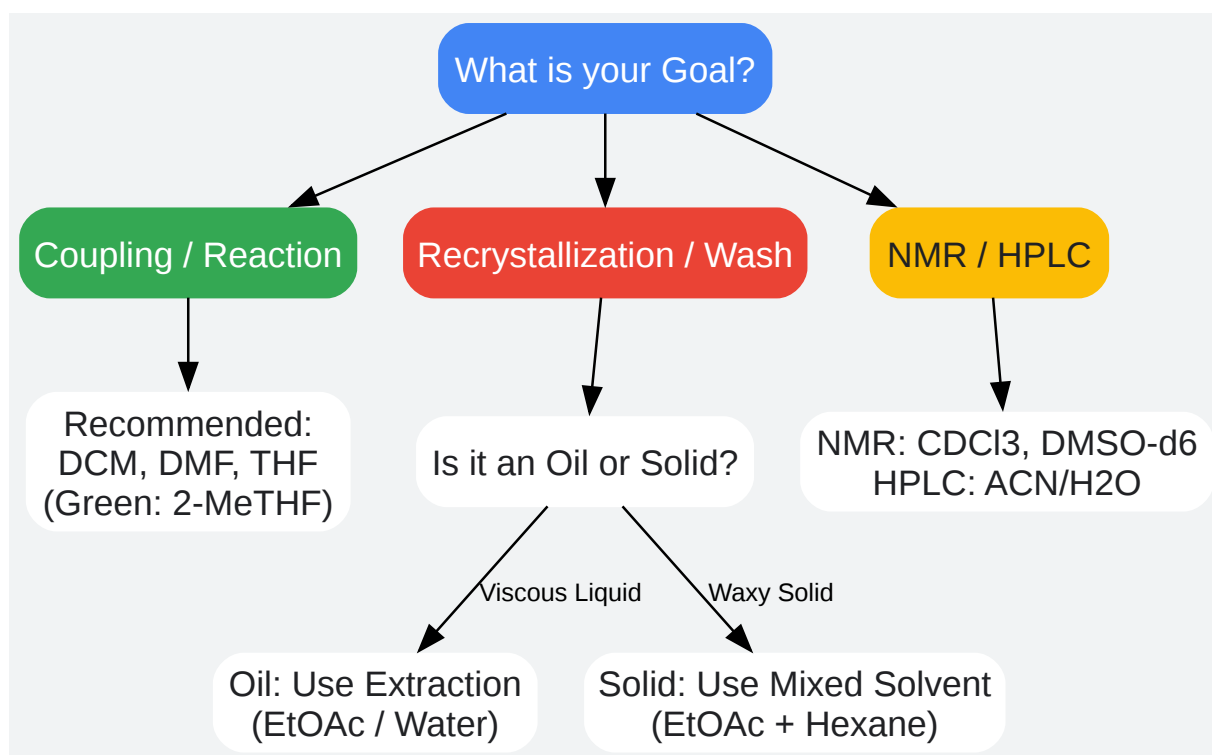 What is your Goal?
Coupling / Reaction
Recrystallization / Wash
NMR / HPLC
Recommended:
DCM, DMF, THF
(Green: 2-MeTHF)
Is it an Oil or Solid?
NMR: CDCl3, DMSO-d6
HPLC: ACN/H2O
Viscous Liquid
Waxy Solid
Oil: Use Extraction
(EtOAc / Water)
Solid: Use Mixed Solvent
(EtOAc + Hexane)